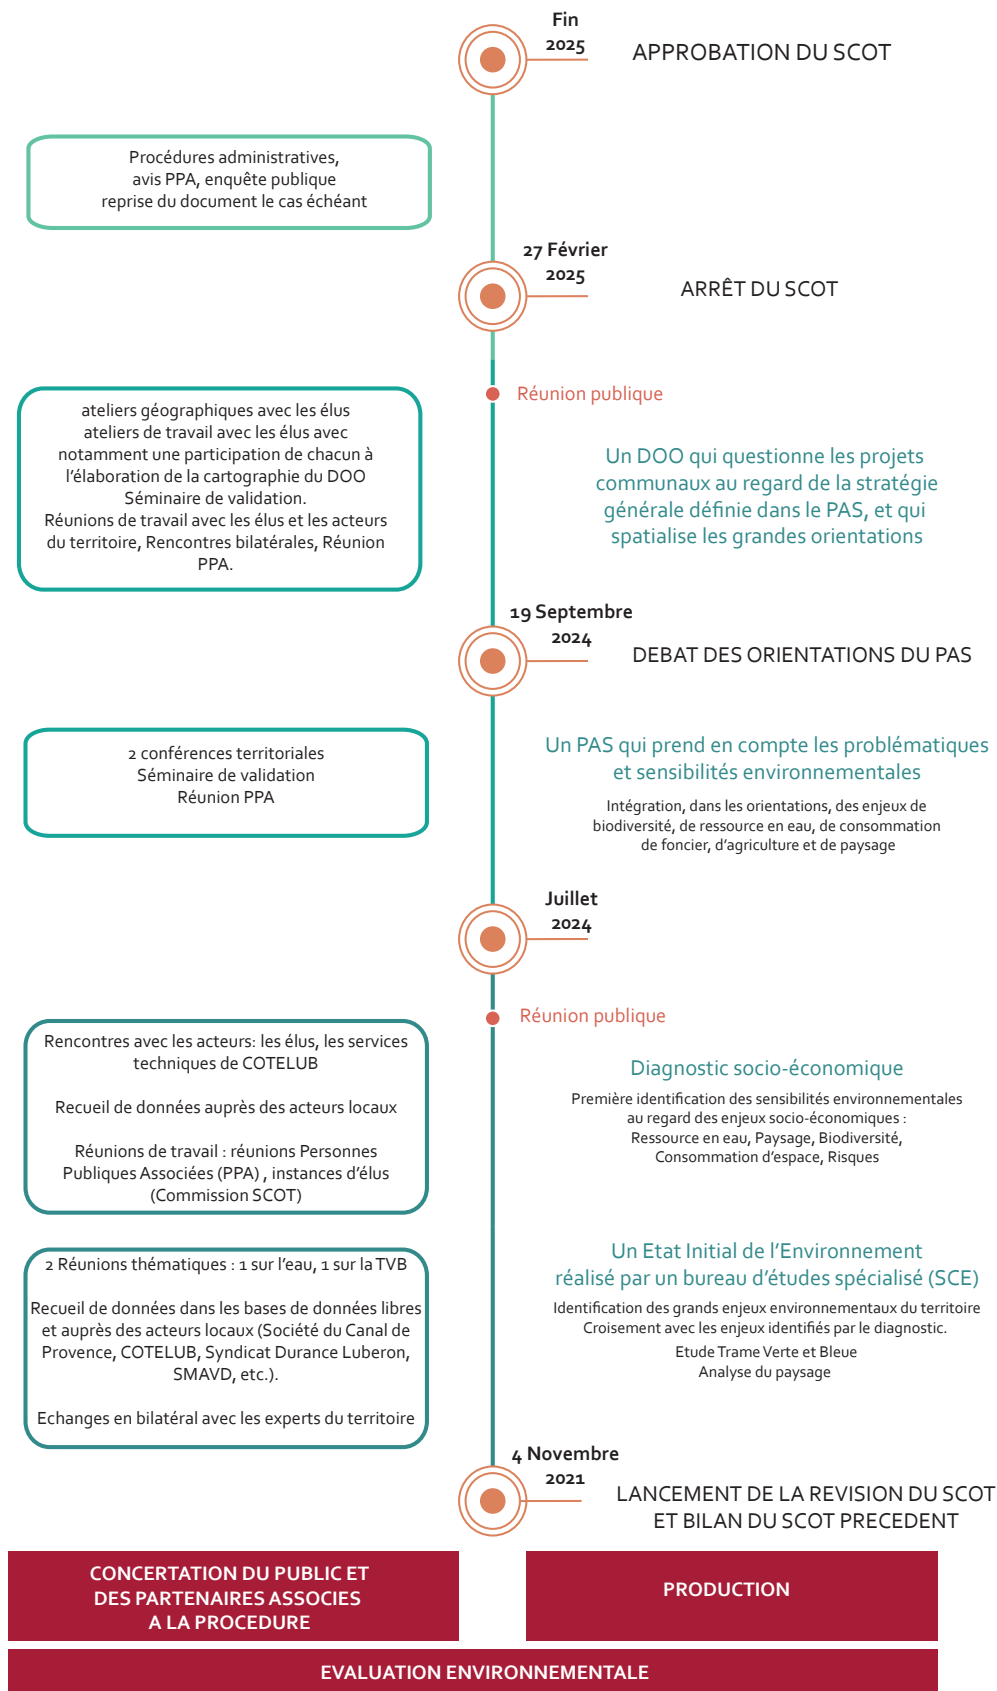 Fin
2025
APPROBATION DU SCOT
Procédures administratives,
avis PPA, enquête publique
reprise du document le cas échéant
27 Février
2025
ARRÊT DU SCOT
Réunion publique
ateliers géographiques avec les élus
ateliers de travail avec les élus avec
notamment une participation de chacun à
l'élaboration de la cartographie du DOO
Séminaire de validation.
Réunions de travail avec les élus et les acteurs
du territoire, Rencontres bilatérales, Réunion
PPA.
Un DOO qui questionne les projets
communaux au regard de la stratégie
générale définie dans le PAS, et qui
spatialise les grandes orientations
19 Septembre
2024
DEBAT DES ORIENTATIONS DU PAS
2 conférences territoriales
Séminaire de validation
Réunion PPA
Un PAS qui prend en compte les problématiques
et sensibilités environnementales
Intégration, dans les orientations, des enjeux de
biodiversité, de ressource en eau, de consommation
de foncier, d'agriculture et de paysage
Juillet
2024
Réunion publique
Rencontres avec les acteurs: les élus, les services
techniques de COTELUB
Recueil de données auprès des acteurs locaux
Réunions de travail : réunions Personnes
Publiques Associées (PPA) , instances d'élus
(Commission SCOT)
Diagnostic socio-économique
Première identification des sensibilités environnementales
au regard des enjeux socio-économiques :
Ressource en eau, Paysage, Biodiversité,
Consommation d'espace, Risques
2 Réunions thématiques : 1 sur l'eau, 1 sur la TVB
Recueil de données dans les bases de données libres
et auprès des acteurs locaux (Société du Canal de
Provence, COTELUB, Syndicat Durance Luberon,
SMAVD, etc.).
Echanges en bilatéral avec les experts du territoire
Un Etat Initial de l'Environnement
réalisé par un bureau d'études spécialisé (SCE)
Identification des grands enjeux environnementaux du territoire
Croisement avec les enjeux identifiés par le diagnostic.
Etude Trame Verte et Bleue
Analyse du paysage
4 Novembre
2021
LANCEMENT DE LA REVISION DU SCOT
ET BILAN DU SCOT PRECEDENT
CONCERTATION DU PUBLIC ET
DES PARTENAIRES ASSOCIES
A LA PROCEDURE
PRODUCTION
EVALUATION ENVIRONNEMENTALE